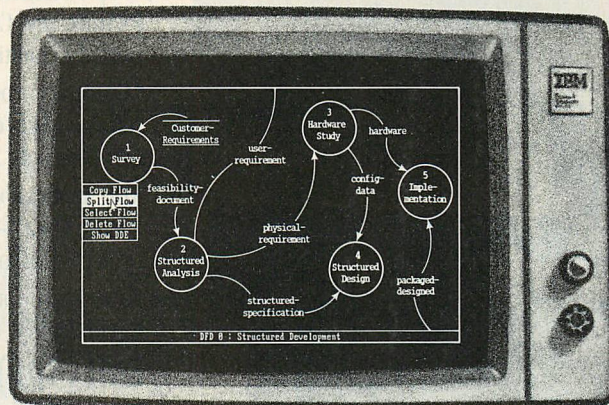 IBM
Customer-
Requirements
1
Survey
user-
requirement
3
Hardware
Study
hardware
feasibility-
document
config-
data
5
Imple-
mentation
Copy Flow
Split Flow
Select Flow
Delete Flow
Show DDE
physical-
requirement
2
Structured
Analysis
4
Structured
Design
structured-
specification
packaged-
designed
DFD 0 : Structured Development